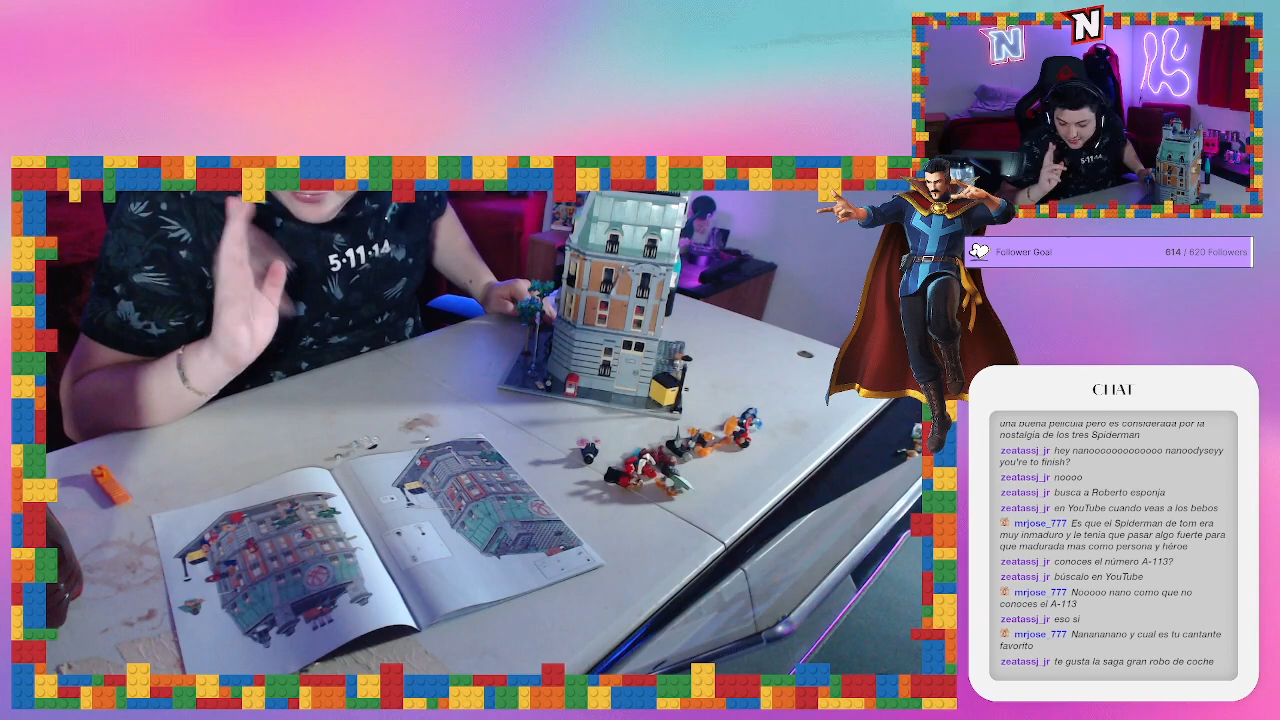 N
N
5·11·14
5·11·14
Follower Goal
614 / 620 Followers
CHAT
una buena película pero es considerada por la
nostalgia de los tres Spiderman
zeatassj_jr hey nanoooooooooooo nanoodyseyy
you're to finish?
zeatassj_jr noooo
zeatassj_jr busca a Roberto esponja
zeatassj_jr en YouTube cuando veas a los bebos
mrjose_777 Es que el Spiderman de tom era
muy inmaduro y le tenia que pasar algo fuerte para
que madurada mas como persona y héroe
zeatassj_jr conoces el número A-113?
zeatassj_jr búscalo en YouTube
mrjose_777 Nooooo nano como que no
conoces el A-113
zeatassj_jr eso si
mrjose_777 Nanananano y cual es tu cantante
favorito
zeatassj_jr te gusta la saga gran robo de coche